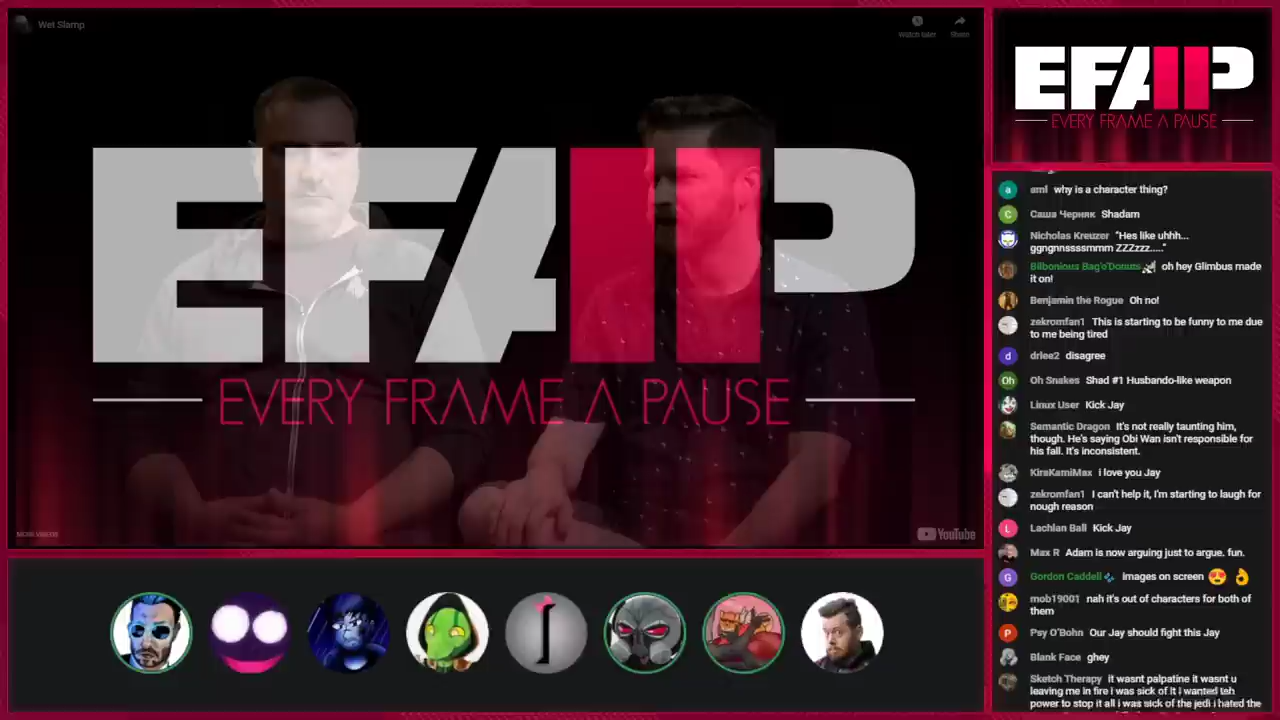 Wet Slamp
Watch later
Share
EFAP
EVERY FRAME A PAUSE
MORE VIDEOS
YouTube
EFAP
EVERY FRAME A PAUSE
a
aml why is a character thing?
C
Саша Черняк Shadam
Nicholas Kreuzer “Hes like uhhh...
ggngnnssssmmm ZZZzzz.....”
Bilbonious Bag'o'Donuts oh hey Glimbus made
it on!
Benjamin the Rogue Oh no!
zekromfan1 This is starting to be funny to me due
to me being tired
d
drlee2 disagree
Oh
Oh Snakes Shad #1 Husbando-like weapon
Linux User Kick Jay
Semantic Dragon It's not really taunting him,
though. He's saying Obi Wan isn't responsible for
his fall. It's inconsistent.
KiraKamiMax i love you Jay
zekromfan1 I can't help it, I'm starting to laugh for
nough reason
L
Lachlan Ball Kick Jay
Max R Adam is now arguing just to argue. fun.
G
Gordon Caddell Images on screen 😍 👌
mob19001 nah it's out of characters for both of
them
P
Psy O'Bohn Our Jay should fight this Jay
Blank Face ghey
Sketch Therapy it wasnt palpatine it wasnt u
leaving me in fire i was sick of it i wanted teh
power to stop it all i was sick of the jedi i hated the